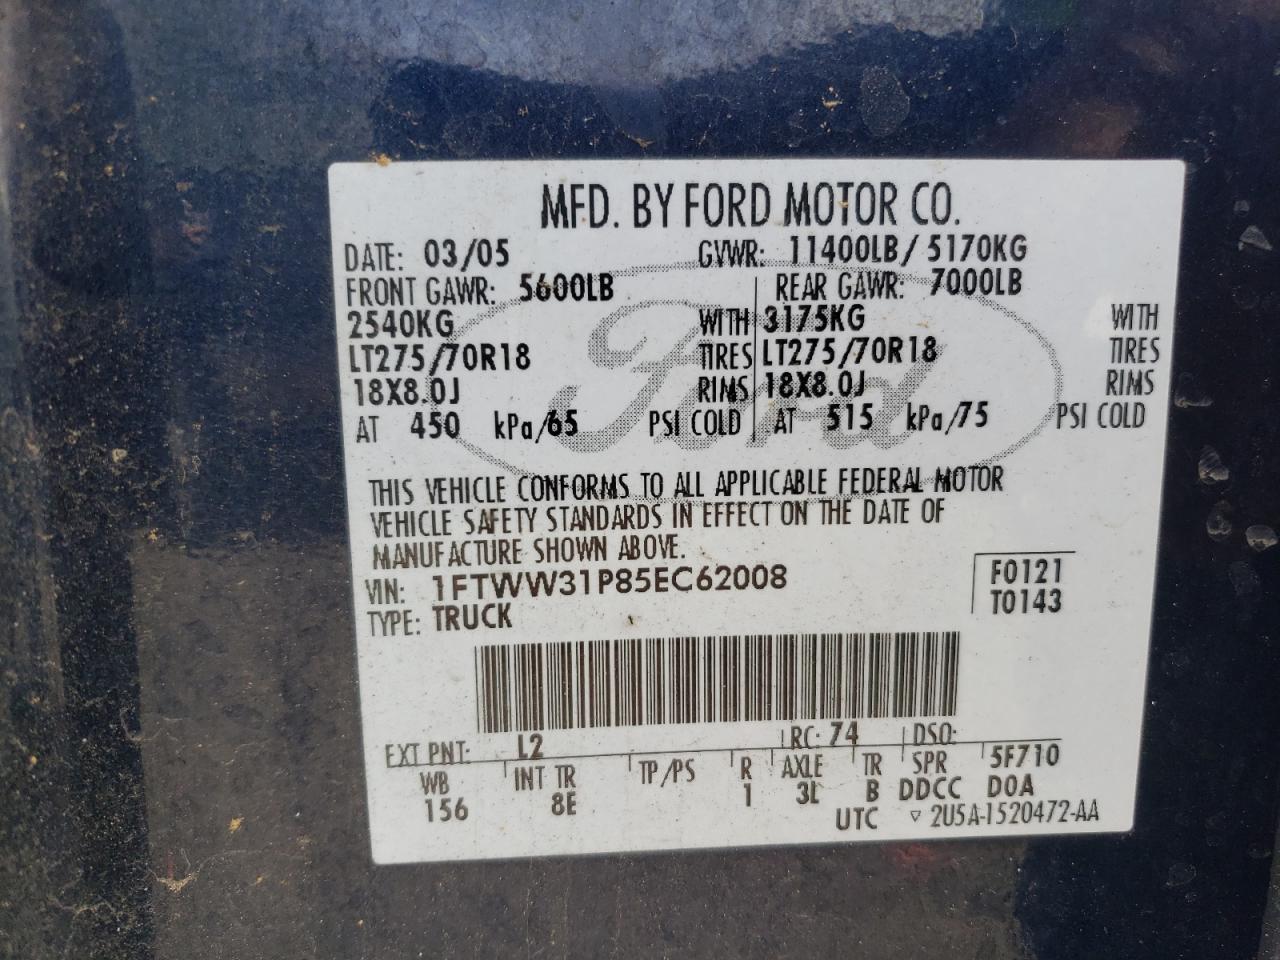 MFD. BY FORD MOTOR CO.
DATE: 03/05 GVWR: 11400LB/ 5170KG
FRONT GAWR: 5600LB REAR GAWR: 7000LB
2540KG WITH 3175KG WITH
LT275/70R18 TIRES LT275/70R18 TIRES
18X8.0J RIMS 18X8.0J RIMS
AT 450 kPa/65 PSI COLD AT 515 kPa/75 PSI COLD
Ford
THIS VEHICLE CONFORMS TO ALL APPLICABLE FEDERAL MOTOR
VEHICLE SAFETY STANDARDS IN EFFECT ON THE DATE OF
MANUFACTURE SHOWN ABOVE.
VIN: 1FTWW31P85EC62008 F0121
TYPE: TRUCK T0143
EXT PNT: L2 RC: 74 DSO:
WB INT TR TP/PS R AXLE TR SPR 5F710
156 8E 1 3L B DDCC D0A
UTC ▽ 2U5A-1520472-AA